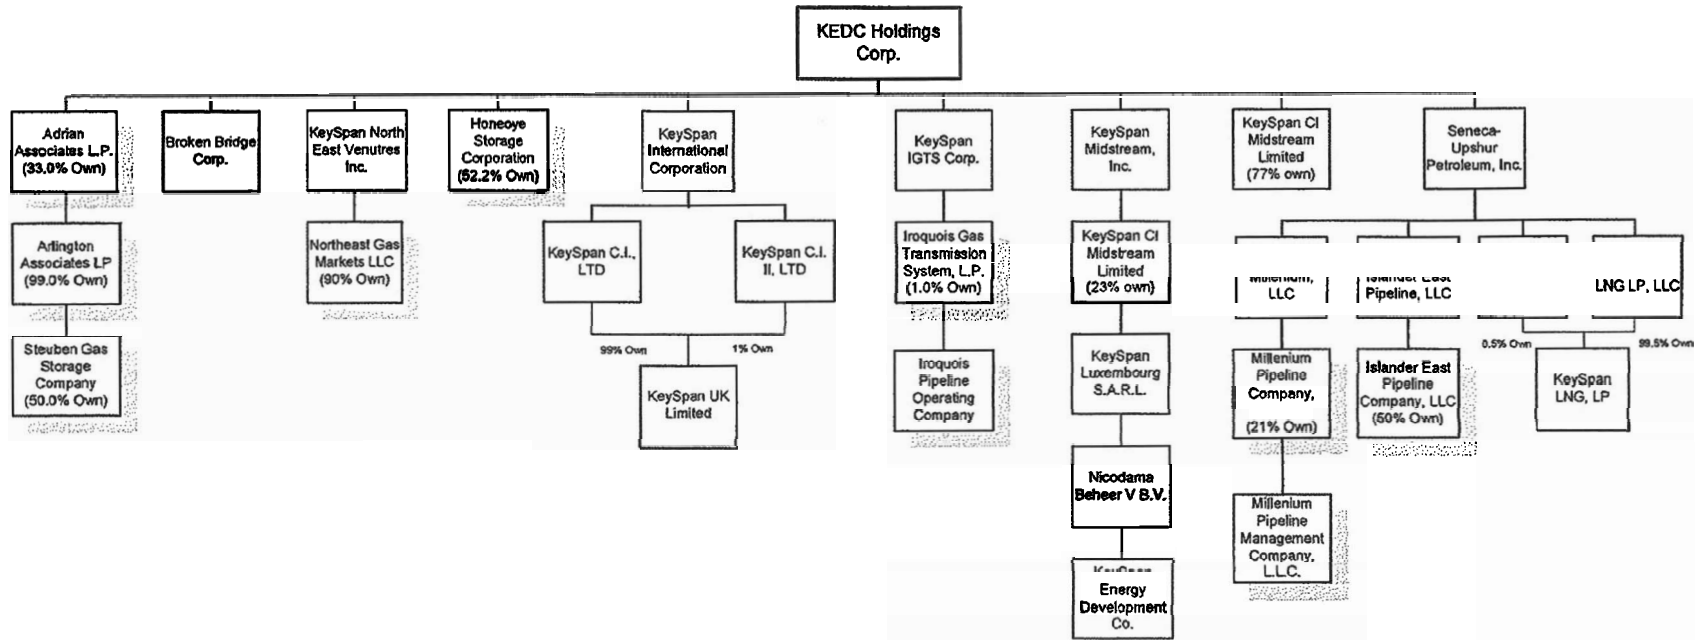 KEDC Holdings
Corp.
Adrian
Associates L.P.
(33.0% Own)
Broken Bridge
Corp.
KeySpan North
East Venutres
Inc.
Honeoye
Storage
Corporation
(52.2% Own)
KeySpan
International
Corporation
KeySpan
IGTS Corp.
KeySpan
Midstream,
Inc.
KeySpan CI
Midstream
Limited
(77% own)
Seneca-
Upshur
Petroleum, Inc.
Arlington
Associates LP
(99.0% Own)
Northeast Gas
Markets LLC
(90% Own)
KeySpan C.I.,
LTD
KeySpan C.I.
II, LTD
Iroquois Gas
Transmission
System, L.P.
(1.0% Own)
KeySpan CI
Midstream
Limited
(23% own)
Millenium,
LLC
Islander East
Pipeline, LLC
LNG LP, LLC
Steuben Gas
Storage
Company
(50.0% Own)
99% Own
1% Own
KeySpan UK
Limited
Iroquois
Pipeline
Operating
Company
KeySpan
Luxembourg
S.A.R.L.
Millenium
Pipeline
Company,
(21% Own)
Islander East
Pipeline
Company, LLC
(50% Own)
0.5% Own
99.5% Own
KeySpan
LNG, LP
Nicodama
Beheer V B.V.
Millenium
Pipeline
Management
Company,
L.L.C.
KeySpan
Energy
Development
Co.